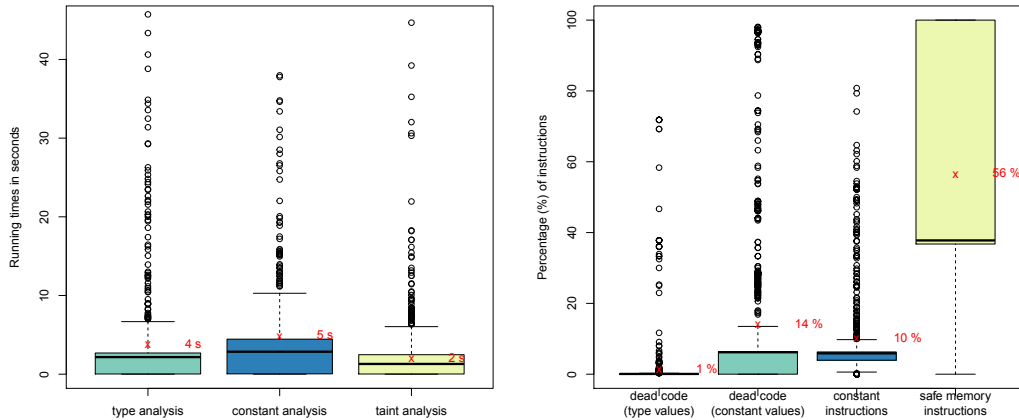 Running times in seconds
40
30
20
10
0
4 s
5 s
2 s
type analysis
constant analysis
taint analysis
Percentage (%) of instructions
100
80
60
40
20
0
1 %
14 %
10 %
56 %
dead code
(type values)
dead code
(constant values)
constant
instructions
safe memory
instructions